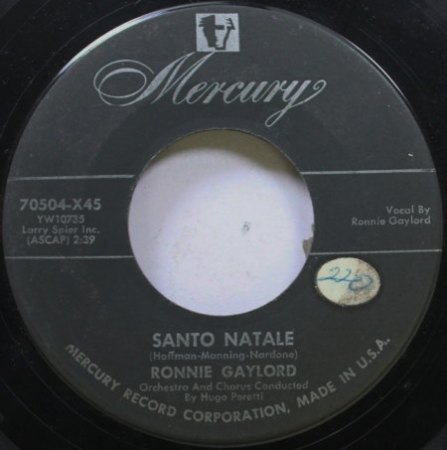 Mercury
70504-X45
YW10735
Larry Spier Inc.
(ASCAP) 2:39
Vocal By
Ronnie Gaylord
220
SANTO NATALE
(Hoffman-Manning-Nardone)
RONNIE GAYLORD
Orchestra And Chorus Conducted
By Hugo Peretti
MERCURY RECORD CORPORATION, MADE IN U.S.A.